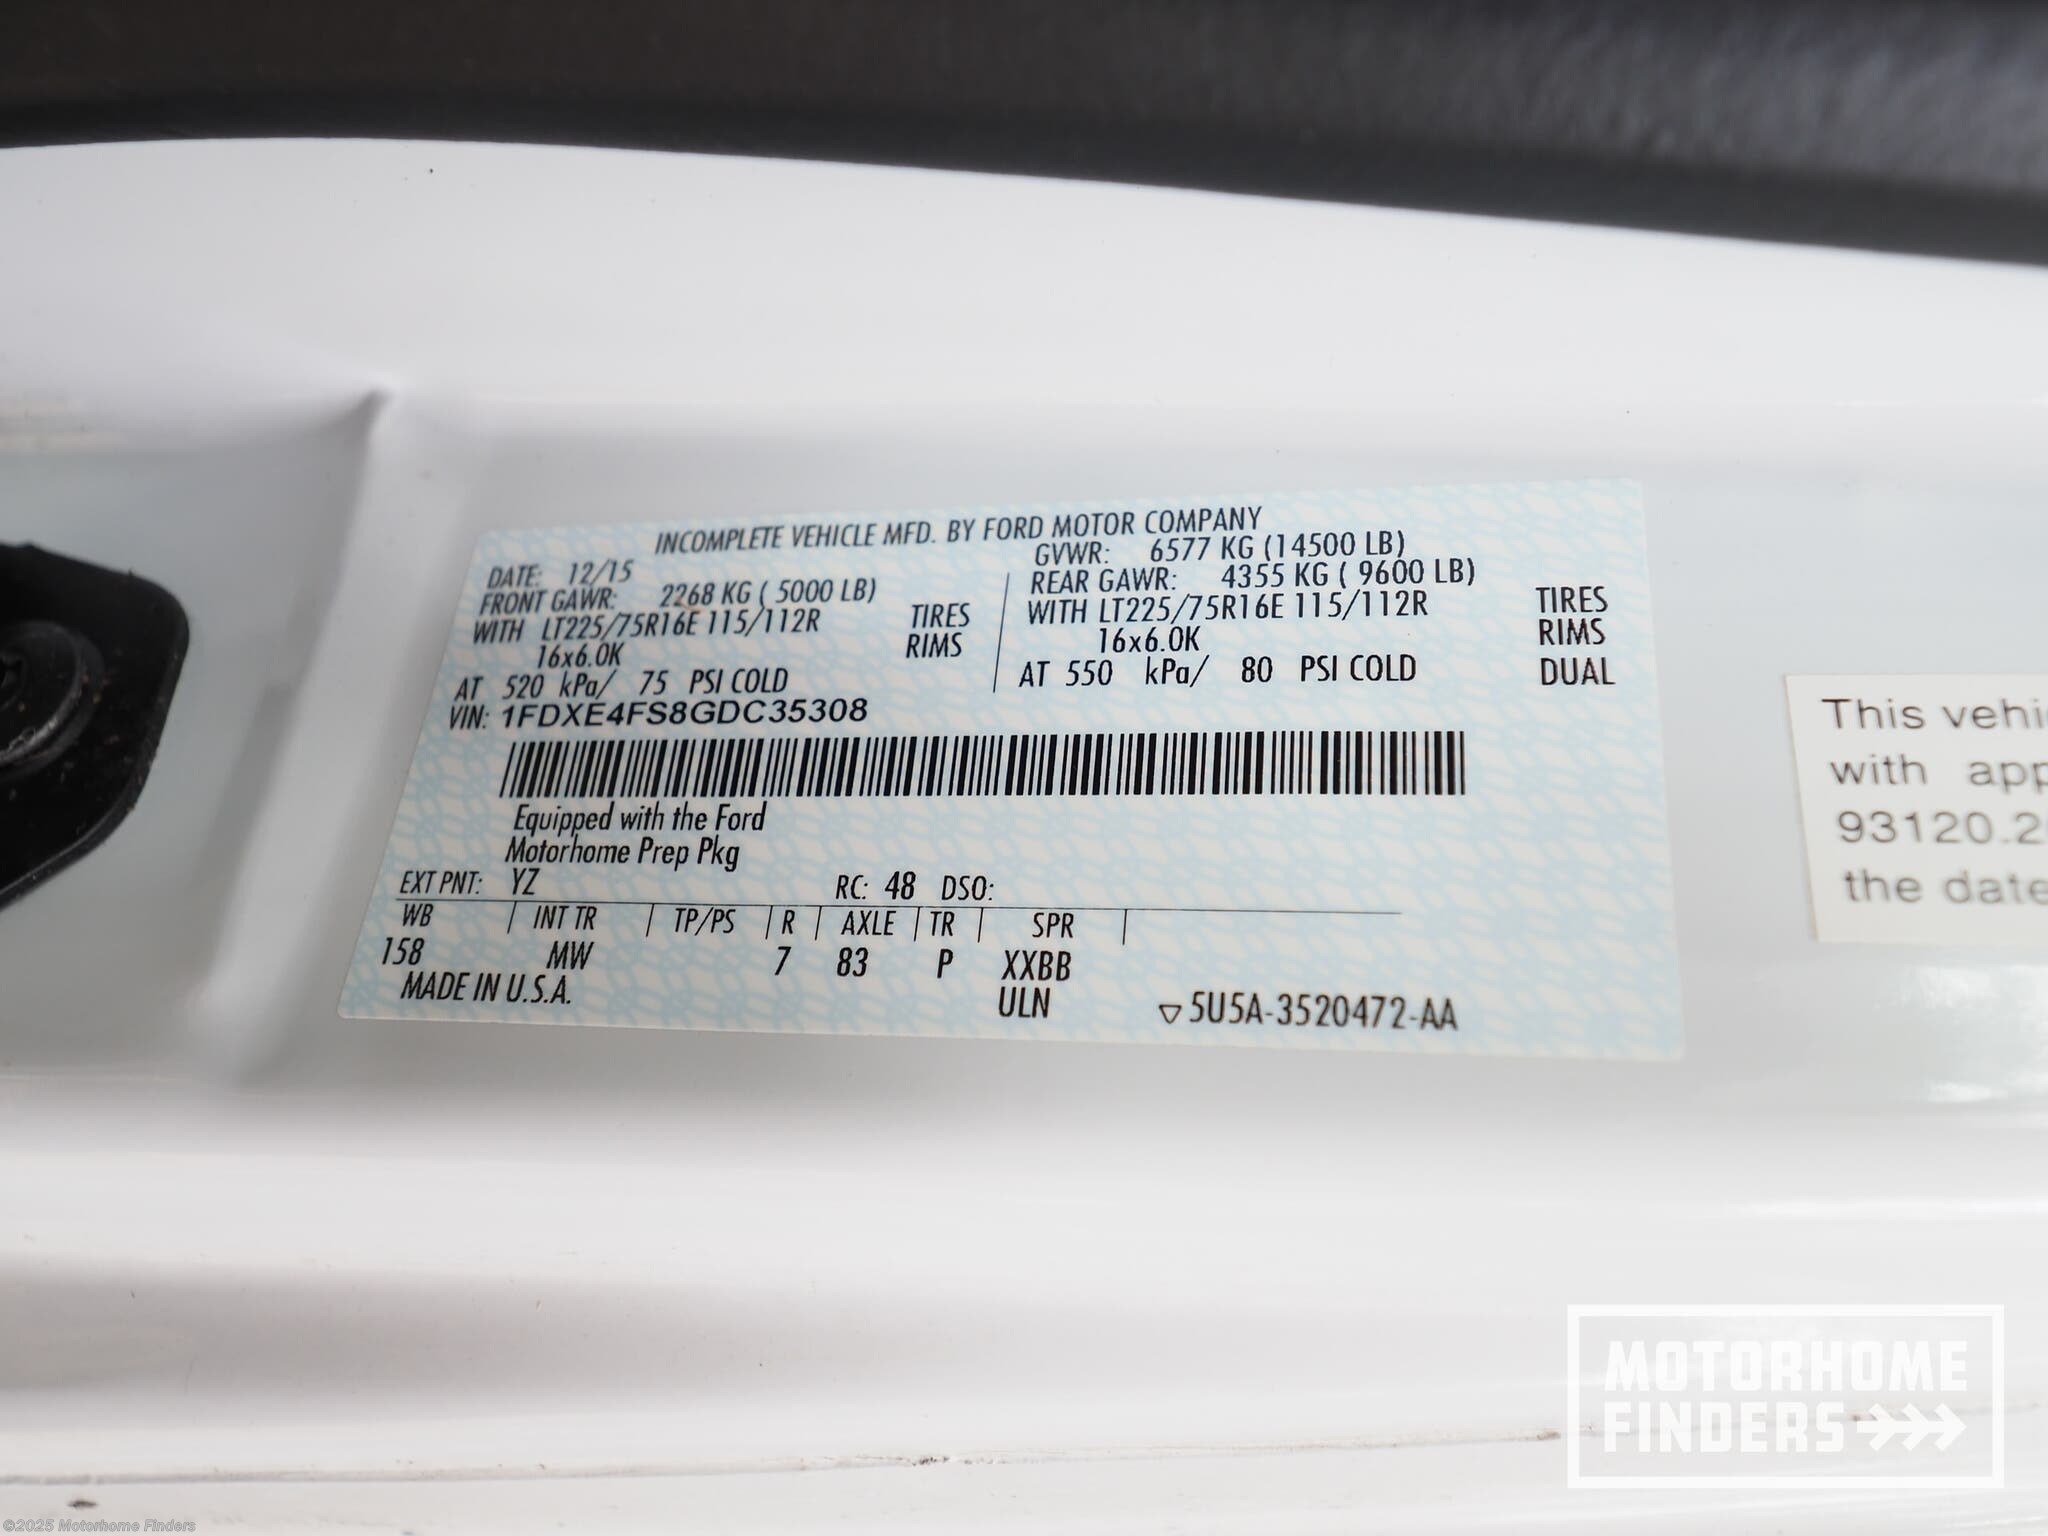 INCOMPLETE VEHICLE MFD. BY FORD MOTOR COMPANY
DATE: 12/15
GVWR: 6577 KG (14500 LB)
FRONT GAWR: 2268 KG ( 5000 LB)
REAR GAWR: 4355 KG ( 9600 LB)
WITH LT225/75R16E 115/112R TIRES
WITH LT225/75R16E 115/112R TIRES
16x6.0K RIMS
16x6.0K RIMS
AT 520 kPa/ 75 PSI COLD
AT 550 kPa/ 80 PSI COLD DUAL
VIN: 1FDXE4FS8GDC35308
Equipped with the Ford
Motorhome Prep Pkg
EXT PNT: YZ RC: 48 DSO:
WB | INT TR | TP/PS | R | AXLE | TR | SPR |
158 MW 7 83 P XXBB
MADE IN U.S.A. ULN ▽5U5A-3520472-AA
This vehi
with app
93120.2
the date
MOTORHOME
FINDERS
©2025 Motorhome Finders